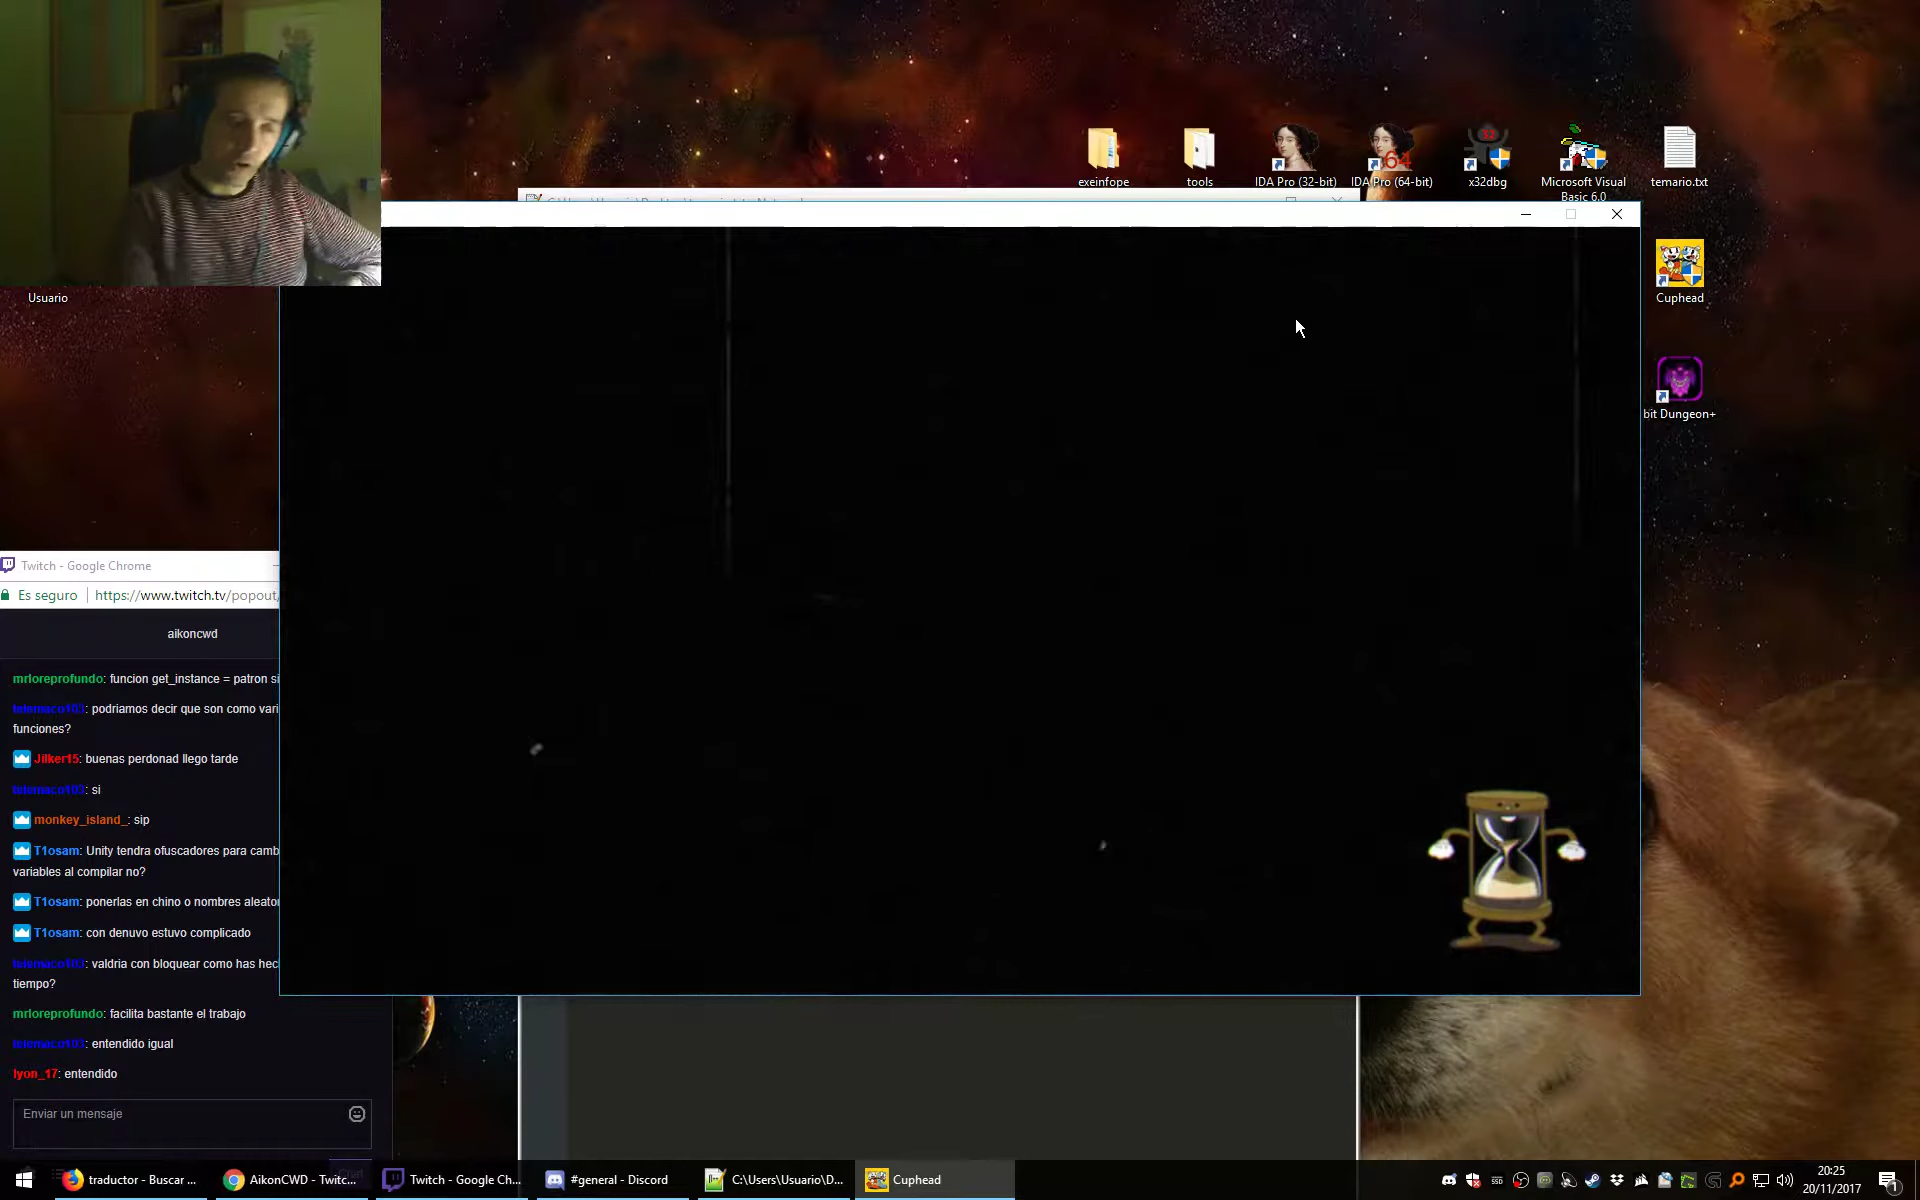 exeinfope
tools
IDA Pro (32-bit)
IDA Pro (64-bit)
x32dbg
Microsoft Visual
Basic 6.0
temario.txt
Usuario
Cuphead
bit Dungeon+
Twitch - Google Chrome
Es seguro
https://www.twitch.tv/popout/
aikoncwd
mrloreprofundo: funcion get_instance = patron si
telemaco103: podriamos decir que son como vari
funciones?
Jilker15: buenas perdonad llego tarde
telemaco103: si
monkey_island_: sip
T1osam: Unity tendra ofuscadores para camb
variables al compilar no?
T1osam: ponerlas en chino o nombres aleator
T1osam: con denuvo estuvo complicado
telemaco103: valdria con bloquear como has hec
tiempo?
mrloreprofundo: facilita bastante el trabajo
telemaco103: entendido igual
lyon_17: entendido
Enviar un mensaje
traductor - Buscar ...
AikonCWD - Twitc...
Twitch - Google Ch...
#general - Discord
C:\Users\Usuario\D...
Cuphead
20:25
20/11/2017